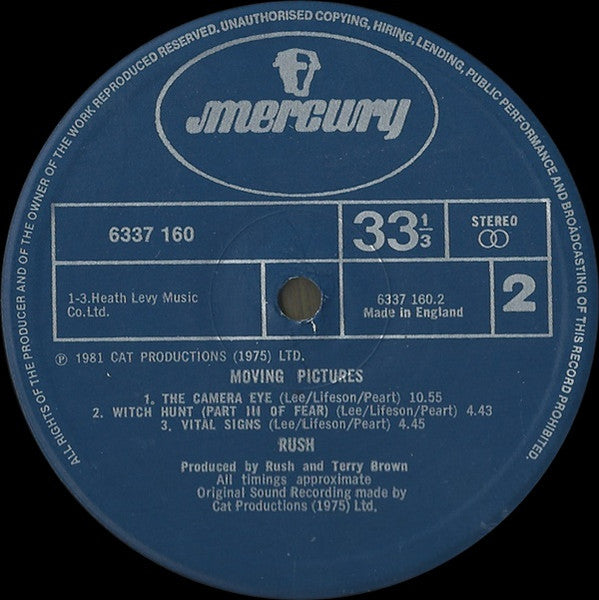 ALL RIGHTS OF THE PRODUCER AND OF THE OWNER OF THE WORK REPRODUCED RESERVED. UNAUTHORISED COPYING, HIRING, LENDING, PUBLIC PERFORMANCE AND BROADCASTING OF THIS RECORD PROHIBITED.
mercury
6337 160
33 1/3
STEREO
1-3.Heath Levy Music
Co.Ltd.
6337 160.2
Made in England
2
℗ 1981 CAT PRODUCTIONS (1975) LTD.
MOVING PICTURES
1. THE CAMERA EYE (Lee/Lifeson/Peart) 10.55
2. WITCH HUNT (PART III OF FEAR) (Lee/Lifeson/Peart) 4.43
3. VITAL SIGNS (Lee/Lifeson/Peart) 4.45
RUSH
Produced by Rush and Terry Brown
All timings approximate
Original Sound Recording made by
Cat Productions (1975) Ltd.